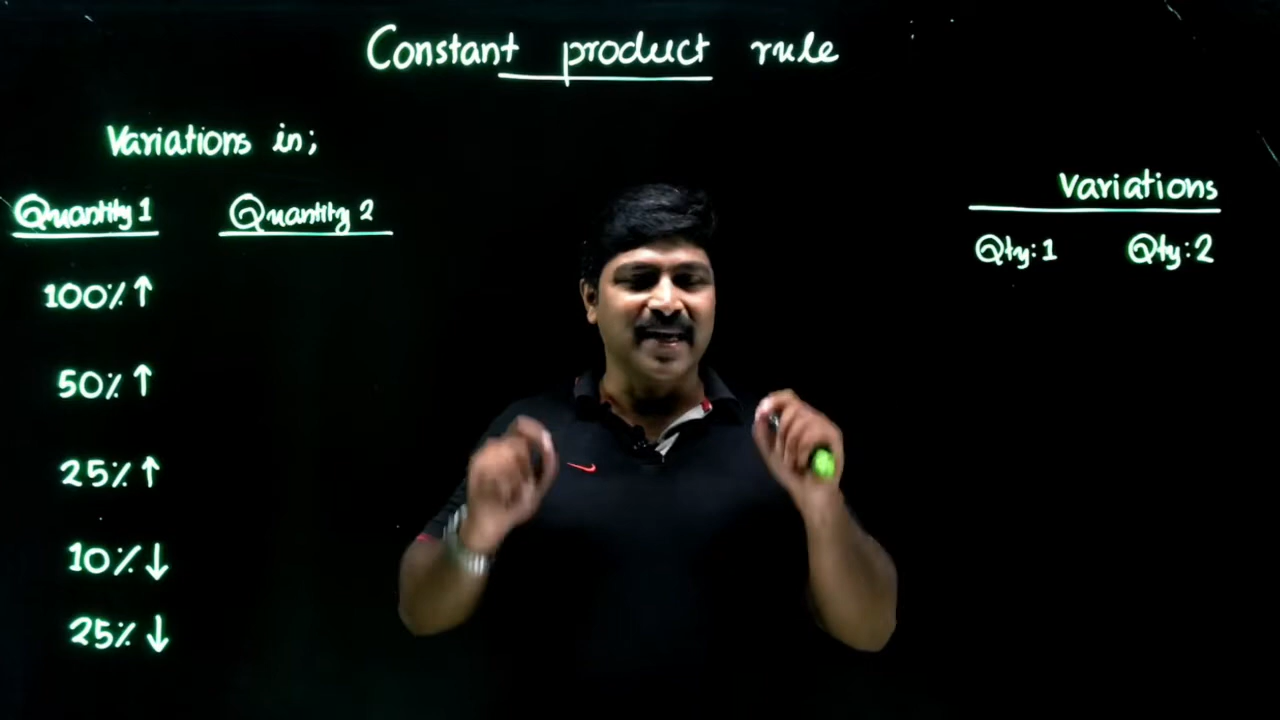 Constant product rule
Variations in;
Quantity 1 Quantity 2
100% ↑
50% ↑
25% ↑
10% ↓
25% ↓
Variations
Qty:1 Qty:2